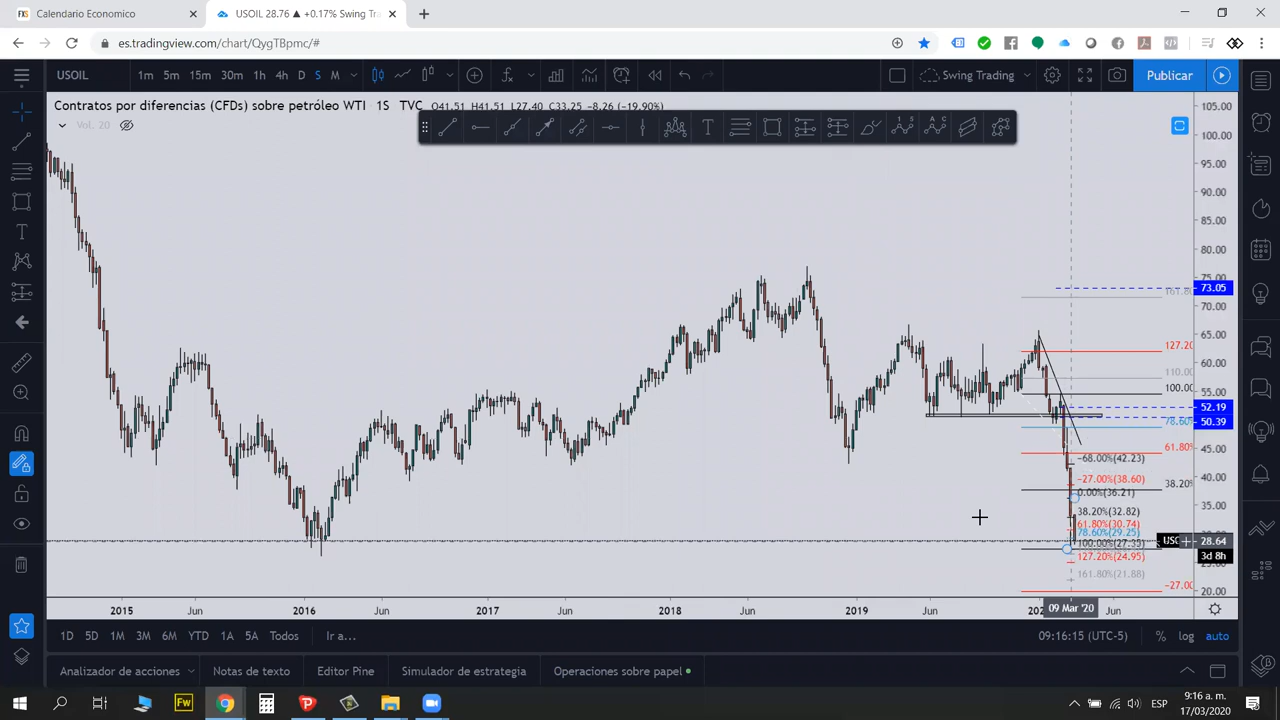 Calendario Economico
USOIL 28.76 ▲ +0.17% Swing Tra
es.tradingview.com/chart/QygTBpmc/#
USOIL
1m 5m 15m 30m 1h 4h D S M
Swing Trading
Publicar
Contratos por diferencias (CFDs) sobre petróleo WTI 1S TVC O41.51 H41.51 L27.40 C33.25 -8.26 (-19.90%)
Vol. 20
105.00
100.00
95.00
90.00
85.00
80.00
75.00
73.05
161.8
70.00
65.00
127.20
60.00
110.00
100.00
55.00
52.19
78.60%
50.39
61.80%
45.00
-68.00%(42.23)
40.00
-27.00%(38.60)
38.20%
0.00%(36.21)
35.00
38.20%(32.82)
61.80%(30.74)
78.60%(29.25)
100.00%(27.35)
28.64
127.20%(24.95)
3d 8h
161.80%(21.88)
-27.00
20.00
2015 Jun 2016 Jun 2017 Jun 2018 Jun 2019 Jun 202 09 Mar '20 Jun
1D 5D 1M 3M 6M YTD 1A 5A Todos Ir a...
09:16:15 (UTC-5) % log auto
Análizador de acciones Notas de texto Editor Pine Simulador de estrategia Operaciones sobre papel
ESP
9:16 a. m.
17/03/2020